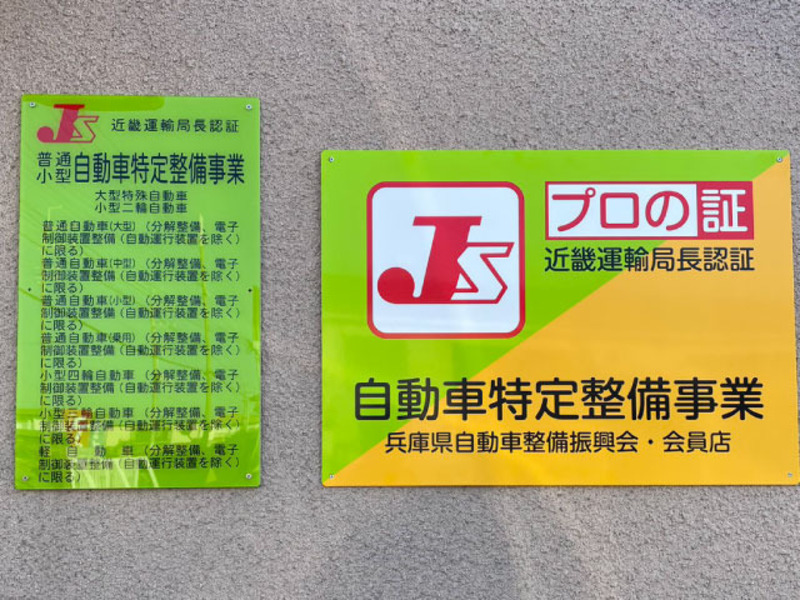 JS 近畿運輸局長認証
普通
小型 自動車特定整備事業
大型特殊自動車
小型二輪自動車
普通自動車(大型)(分解整備、電子
制御装置整備(自動運行装置を除く)
に限る)
普通自動車(中型)(分解整備、電子
制御装置整備(自動運行装置を除く)
に限る)
普通自動車(小型)(分解整備、電子
制御装置整備(自動運行装置を除く)
に限る)
普通自動車(乗用)(分解整備、電子
制御装置整備(自動運行装置を除く)
に限る)
小型四輪自動車(分解整備、電子
制御装置整備(自動運行装置を除く)
に限る)
小型三輪自動車(分解整備、電子
制御装置整備(自動運行装置を除く)
に限る)
軽自動車(分解整備、電子
制御装置整備(自動運行装置を除く)
に限る)
JS
プロの証
近畿運輸局長認証
自動車特定整備事業
兵庫県自動車整備振興会・会員店